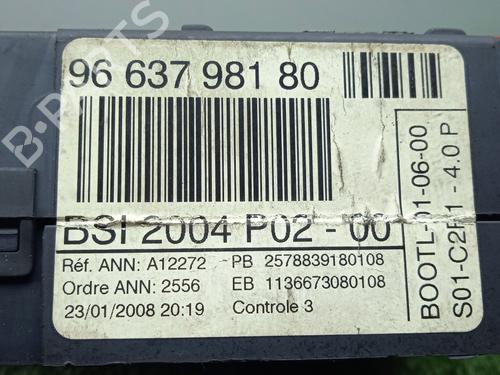 96 637 981 80
BSI 2004 P02 - 00
Réf. ANN: A12272 PB 2578839180108
Ordre ANN: 2556 EB 1136673080108
23/01/2008 20:19 Controle 3
BOOTL-01-06-00
S01-C2F11 - 4.0 P
B-PARTS